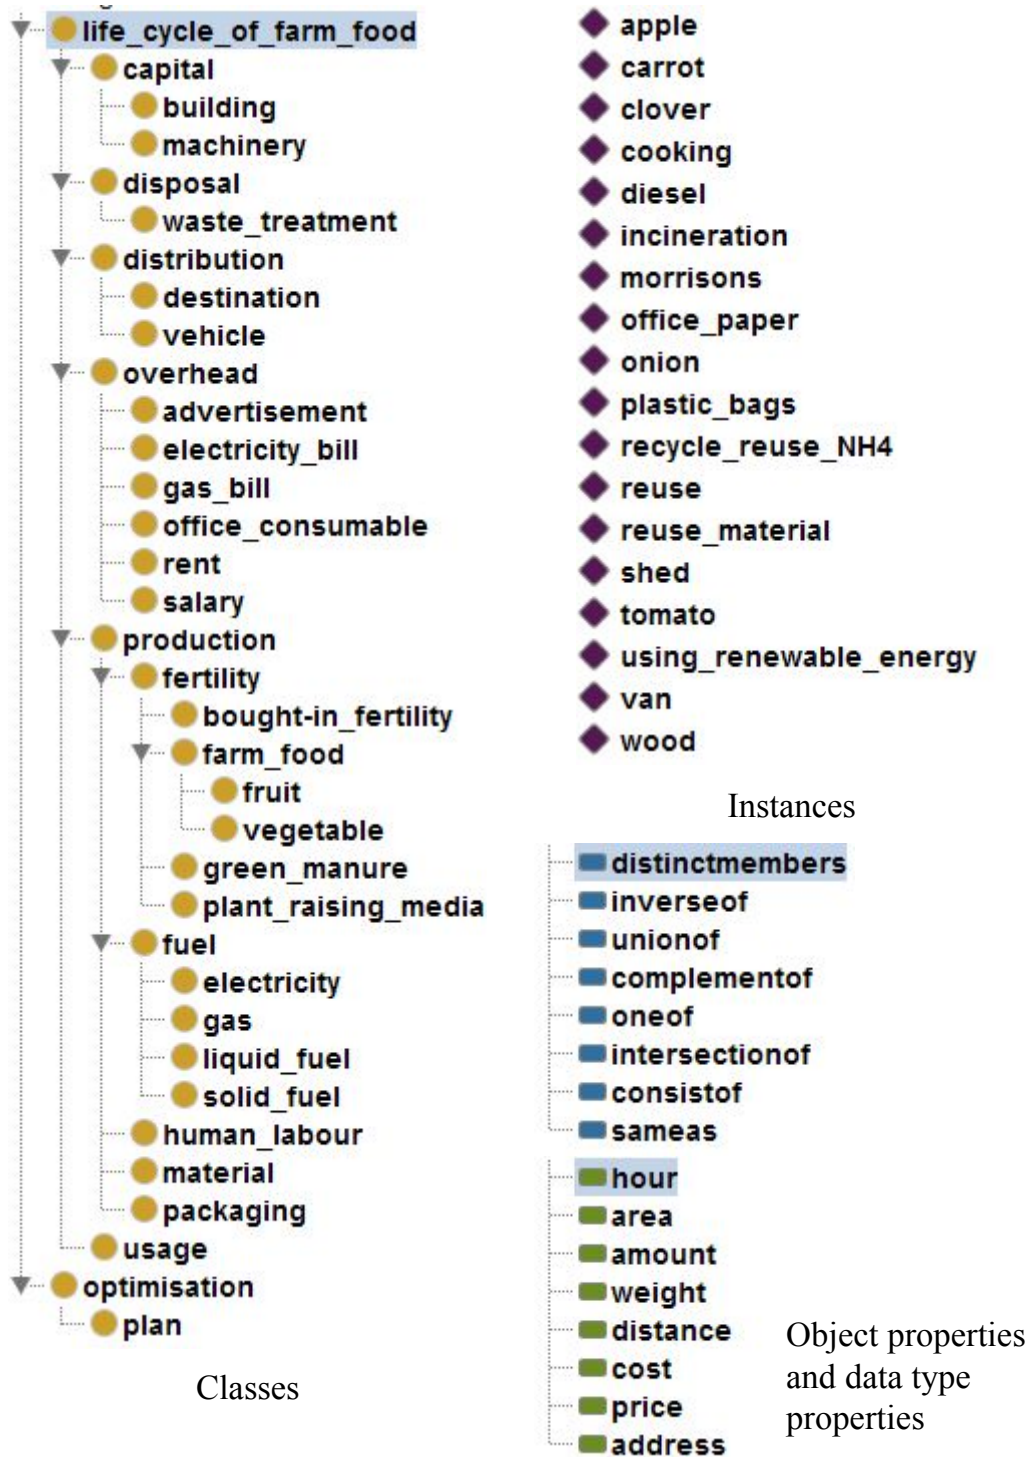 life_cycle_of_farm_food
capital
building
machinery
disposal
waste_treatment
distribution
destination
vehicle
overhead
advertisement
electricity_bill
gas_bill
office_consumable
rent
salary
production
fertility
bought-in_fertility
farm_food
fruit
vegetable
green_manure
plant_raising_media
fuel
electricity
gas
liquid_fuel
solid_fuel
human_labour
material
packaging
usage
optimisation
plan
Classes
apple
carrot
clover
cooking
diesel
incineration
morrisons
office_paper
onion
plastic_bags
recycle_reuse_NH4
reuse
reuse_material
shed
tomato
using_renewable_energy
van
wood
Instances
distinctmembers
inverseof
unionof
complementof
oneof
intersectionof
consistof
sameas
hour
area
amount
weight
distance
cost
price
address
Object properties
and data type
properties